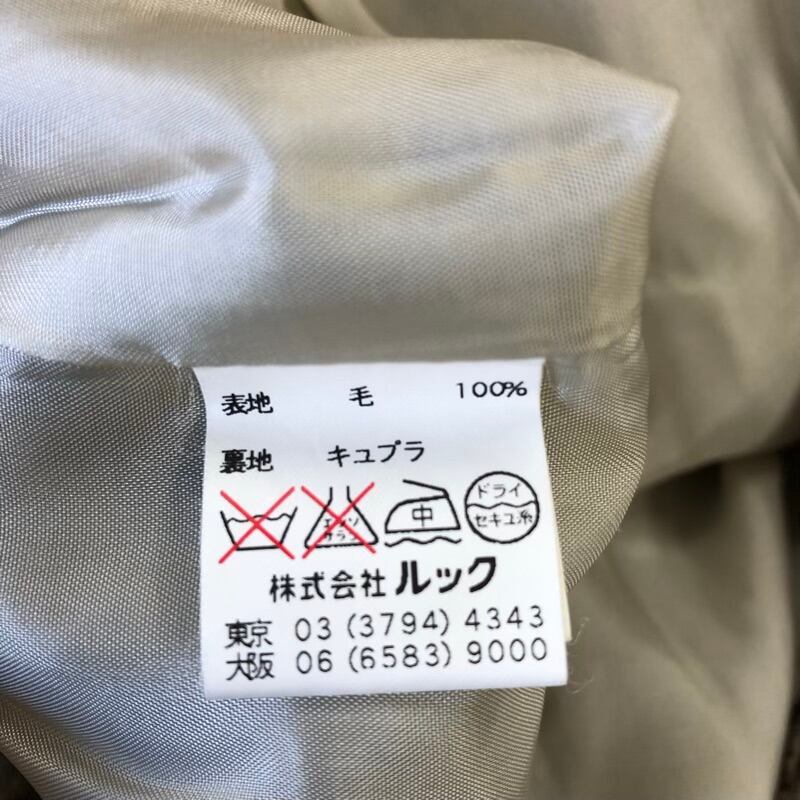 表地 毛 100%
裏地 キュプラ
エンソ サラシ 中 ドライ セキユ系
株式会社 ルック
東京 03 (3794) 4343
大阪 06 (6583) 9000